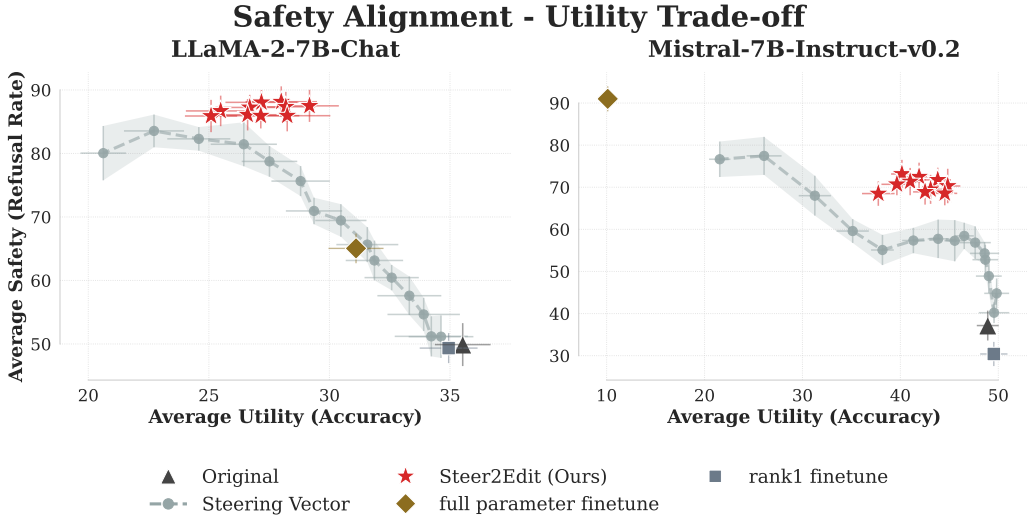 Safety Alignment - Utility Trade-off
LLaMA-2-7B-Chat
Mistral-7B-Instruct-v0.2
Average Safety (Refusal Rate)
90
80
70
60
50
20
25
30
35
Average Utility (Accuracy)
90
80
70
60
50
40
30
10
20
30
40
50
Average Utility (Accuracy)
Original
Steering Vector
Steer2Edit (Ours)
full parameter finetune
rank1 finetune